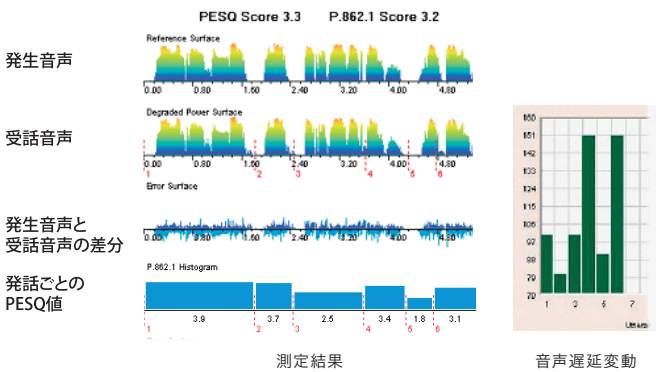 PESQ Score 3.3 P.862.1 Score 3.2
発生音声
Reference Surface
0.00 0.80 1.60 2.40 3.20 4.00 4.80
受話音声
Degraded Power Surface
0.00 0.80 1.60 2.40 3.20 4.00 4.80
1 2 3 4 5 6
発生音声と
受話音声の差分
Error Surface
0.00 0.80 1.60 2.40 3.20 4.00 4.80
発話ごとの
PESQ値
P.862.1 Histogram
3.9 3.7 2.5 3.4 1.8 3.1
1 2 3 4 5 6
測定結果
160
151
142
133
124
115
106
97
88
79
70
1 3 5 7
音声遅延変動